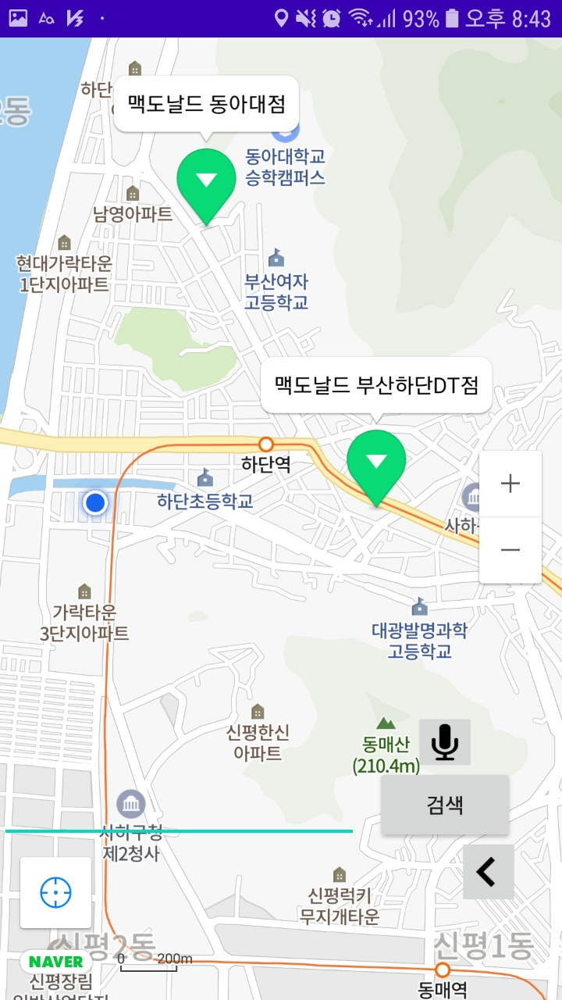 93% 오후 8:43
하단
맥도날드 동아대점
동
동아대학교
승학캠퍼스
남영아파트
현대가락타운
1단지아파트
부산여자
고등학교
맥도날드 부산하단DT점
하단역
하단초등학교
사하
가락타운
3단지아파트
대광발명과학
고등학교
신평한신
아파트
동매산
(210.4m)
검색
사하구청
제2청사
신평럭키
무지개타운
신평2동
신평1동
0 200m
NAVER
신평장림
일반산업단지
동매역